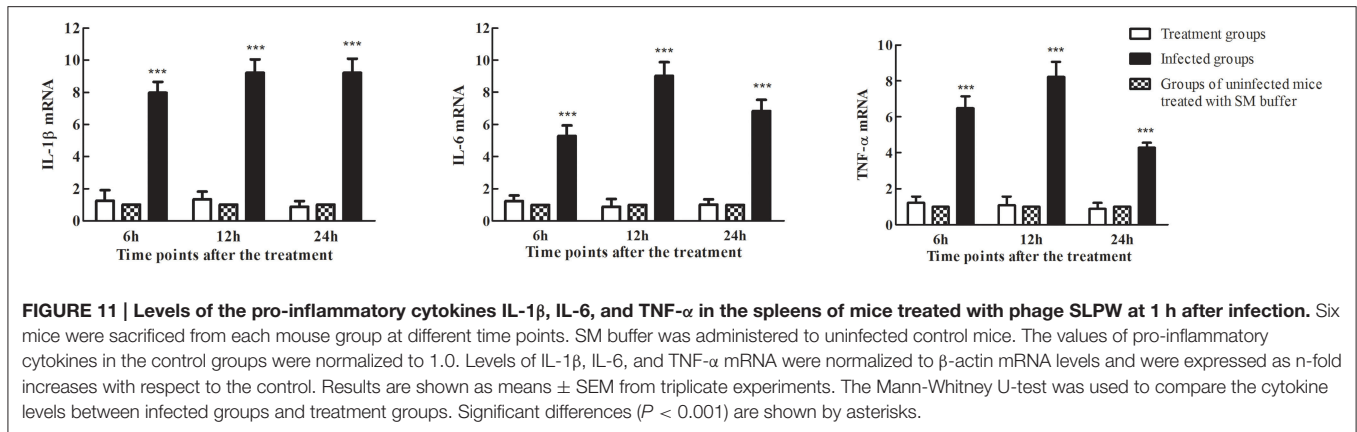 IL-1β mRNA
12
10
8
6
4
2
0
***
***
***
6h
12h
24h
Time points after the treatment
IL-6 mRNA
12
10
8
6
4
2
0
***
***
***
6h
12h
24h
Time points after the treatment
TNF-α mRNA
10
8
6
4
2
0
***
***
***
6h
12h
24h
Time points after the treatment
Treatment groups
Infected groups
Groups of uninfected mice
treated with SM buffer
FIGURE 11 | Levels of the pro-inflammatory cytokines IL-1β, IL-6, and TNF-α in the spleens of mice treated with phage SLPW at 1 h after infection. Six
mice were sacrificed from each mouse group at different time points. SM buffer was administered to uninfected control mice. The values of pro-inflammatory
cytokines in the control groups were normalized to 1.0. Levels of IL-1β, IL-6, and TNF-α mRNA were normalized to β-actin mRNA levels and were expressed as n-fold
increases with respect to the control. Results are shown as means ± SEM from triplicate experiments. The Mann-Whitney U-test was used to compare the cytokine
levels between infected groups and treatment groups. Significant differences (P < 0.001) are shown by asterisks.